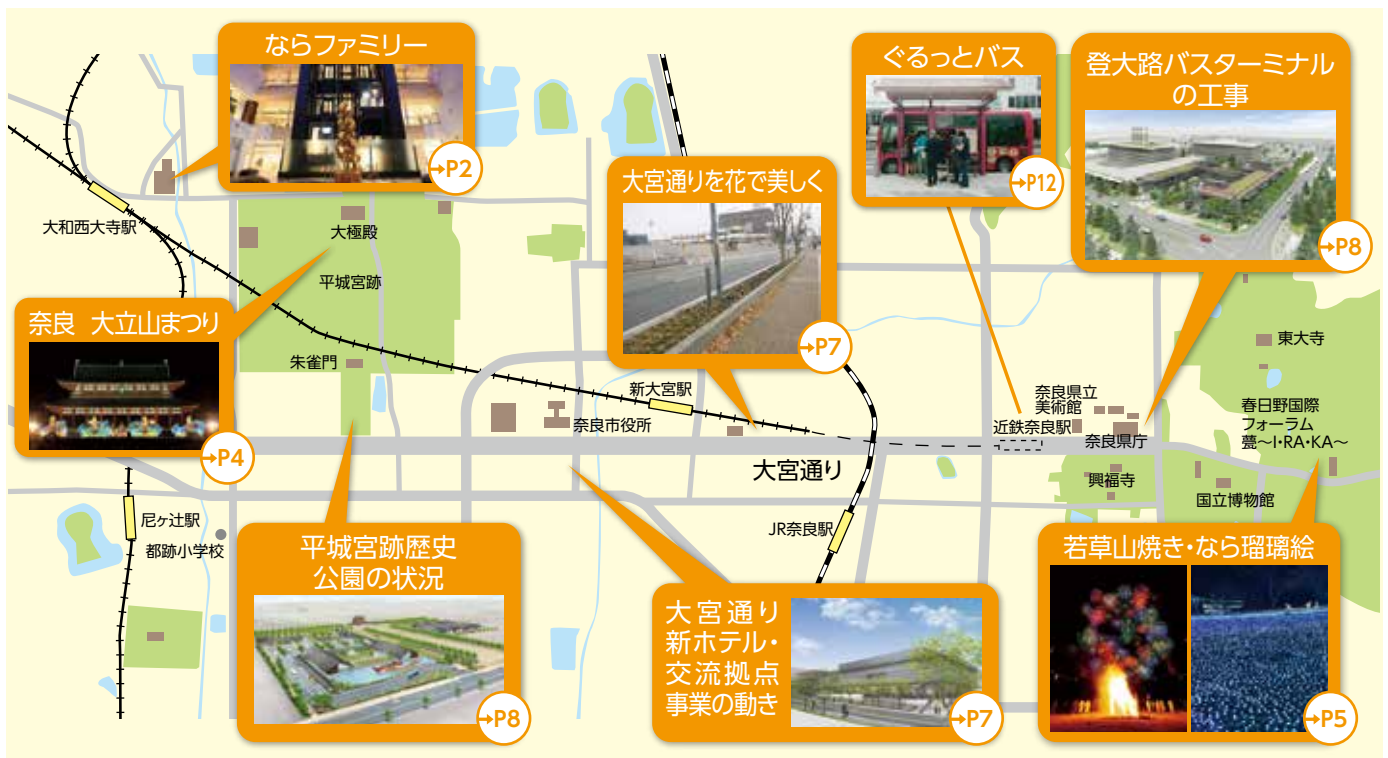 ならファミリー
→P2
ぐるっとバス
→P12
登大路バスターミナル
の工事
→P8
大宮通りを花で美しく
→P7
大和西大寺駅
大極殿
平城宮跡
奈良 大立山まつり
→P4
朱雀門
新大宮駅
奈良市役所
大宮通り
奈良県立
美術館
近鉄奈良駅
奈良県庁
東大寺
春日野国際
フォーラム
甍～I・RA・KA～
興福寺
国立博物館
尼ヶ辻駅
都跡小学校
JR奈良駅
平城宮跡歴史
公園の状況
→P8
大宮通り
新ホテル・
交流拠点
事業の動き
→P7
若草山焼き・なら瑠璃絵
→P5